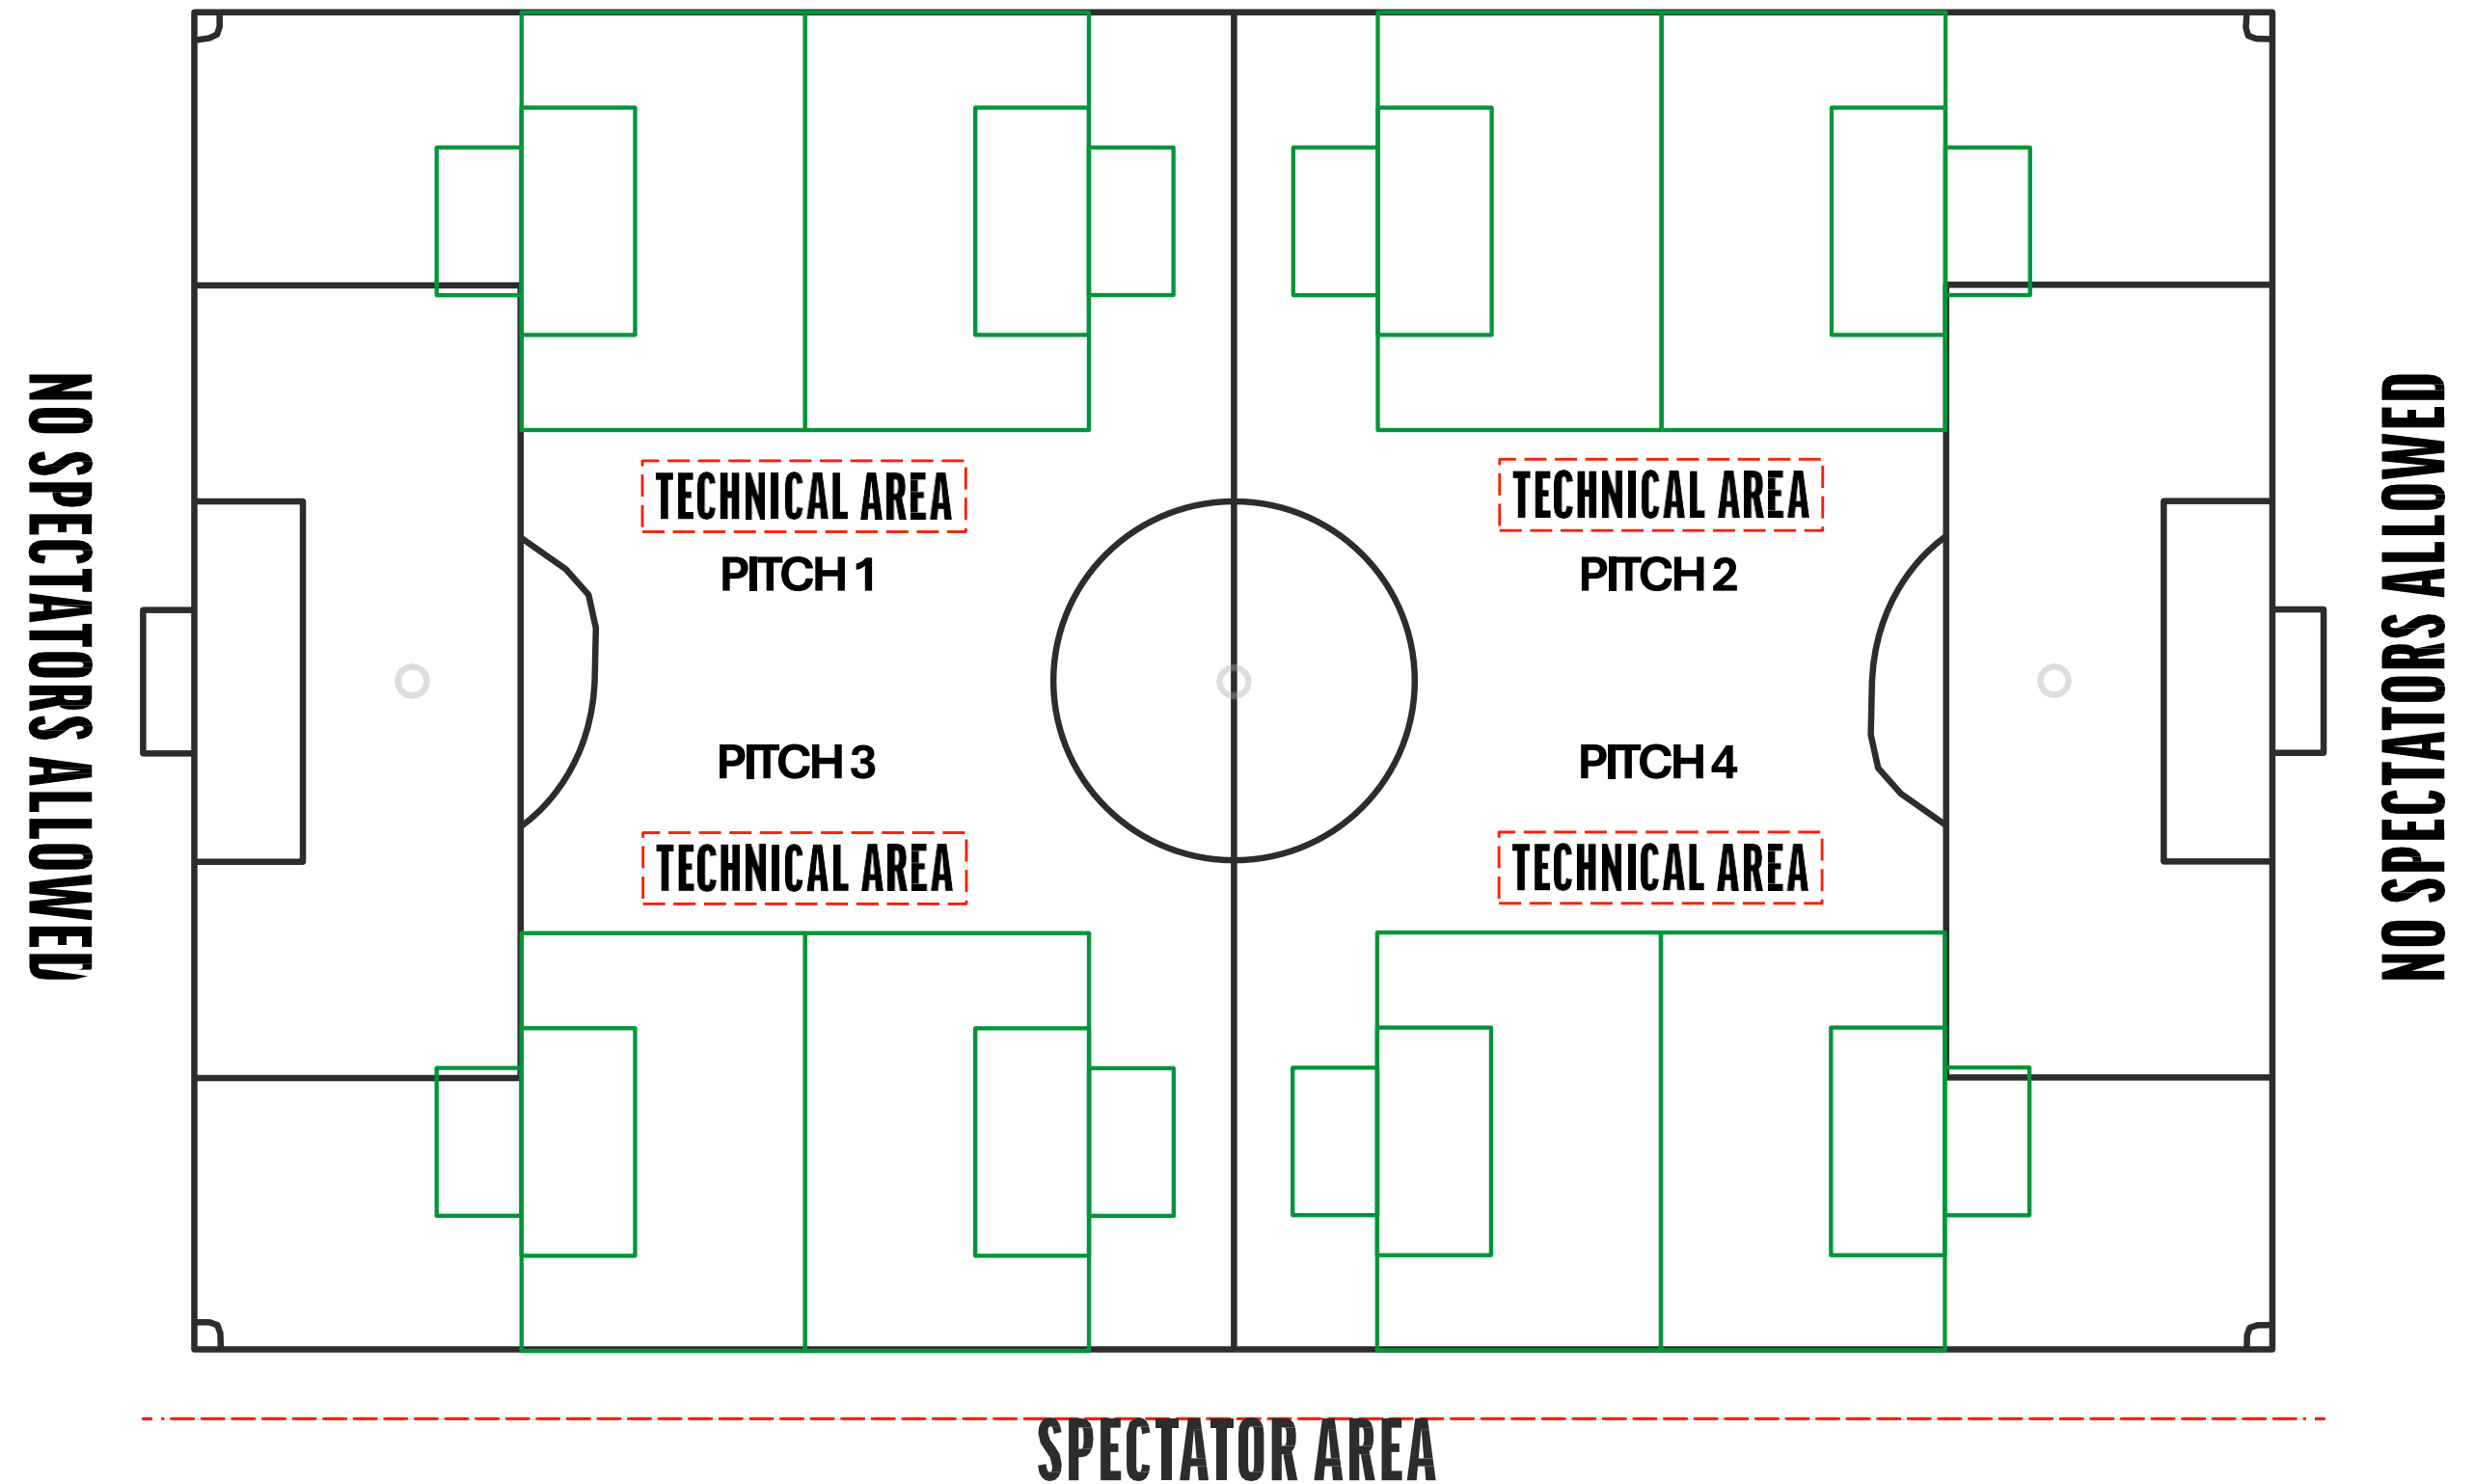 NO SPECTATORS ALLOWED
TECHNICAL AREA
PITCH 1
TECHNICAL AREA
PITCH 2
PITCH 3
TECHNICAL AREA
PITCH 4
TECHNICAL AREA
NO SPECTATORS ALLOWED
SPECTATOR AREA